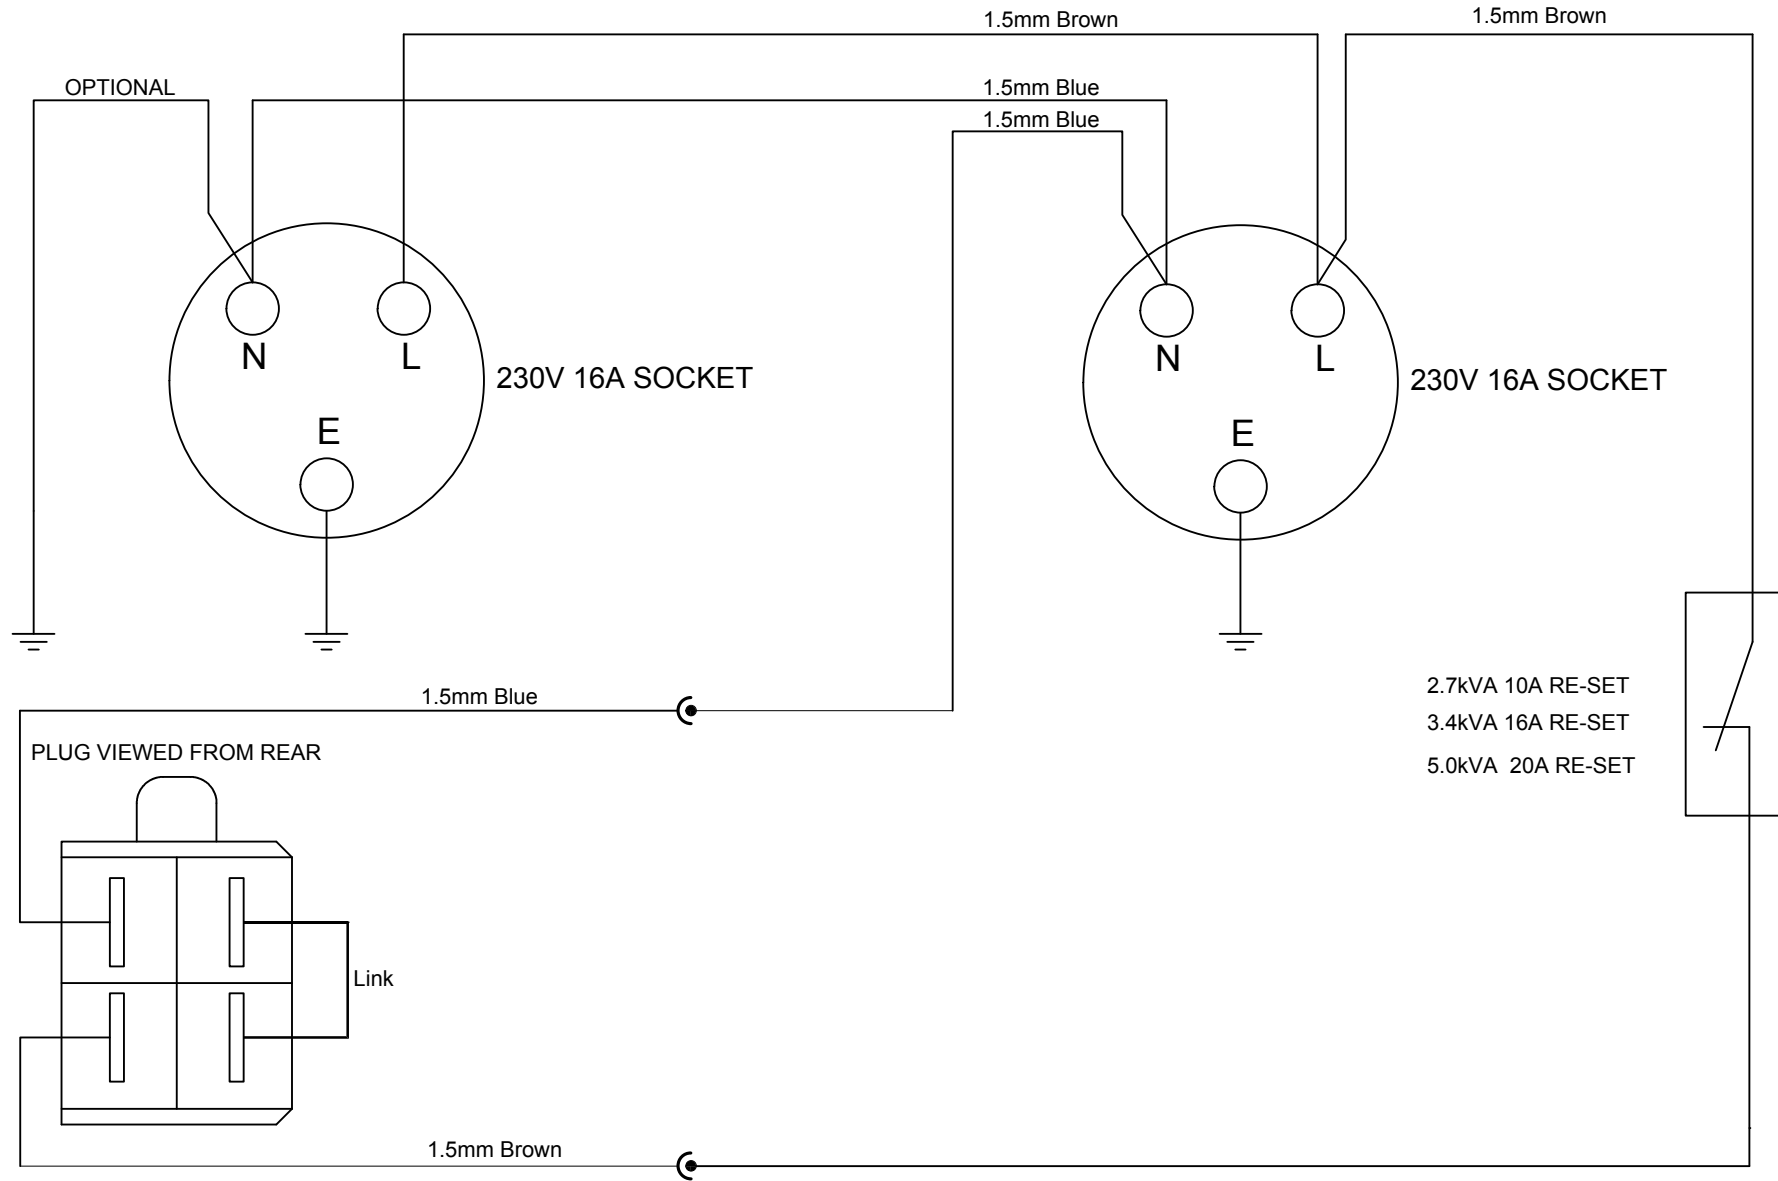 1.5mm Brown
1.5mm Brown
OPTIONAL
1.5mm Blue
1.5mm Blue
N
L
230V 16A SOCKET
E
N
L
230V 16A SOCKET
E
2.7kVA 10A RE-SET
3.4kVA 16A RE-SET
5.0kVA  20A RE-SET
1.5mm Blue
PLUG VIEWED FROM REAR
Link
1.5mm Brown